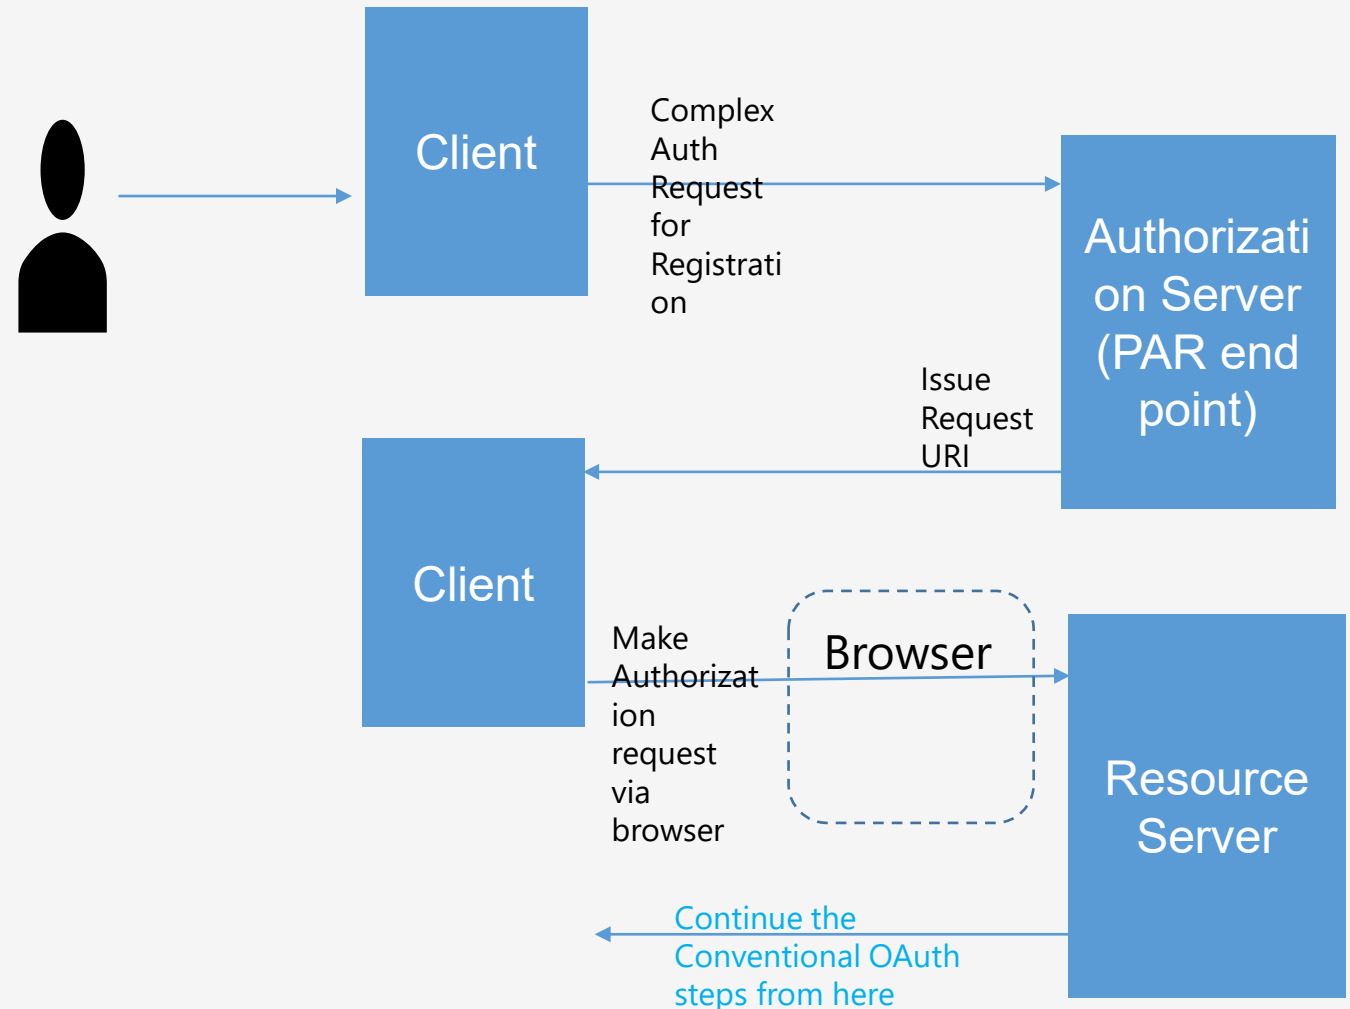 Client
Complex
Auth
Request
for
Registrati
on
Authorizati
on Server
(PAR end
point)
Issue
Request
URI
Client
Make
Authorizat
ion
request
via
browser
Browser
Resource
Server
Continue the
Conventional OAuth
steps from here